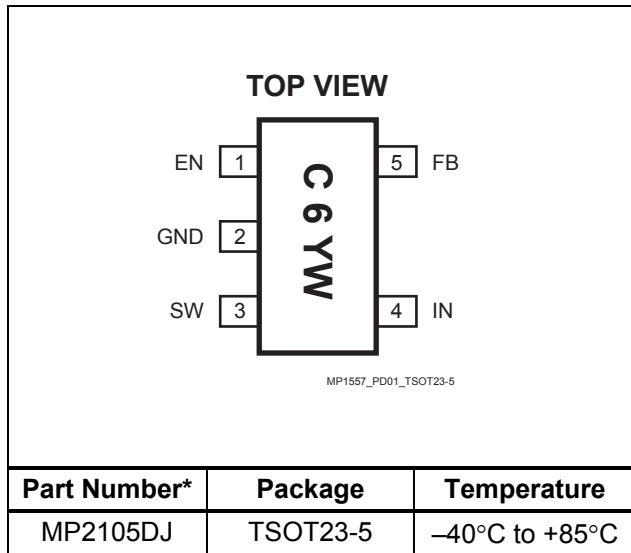 TOP VIEW
EN 1 5 FB
C 6 YW
GND 2
SW 3 4 IN
MP1557_PD01_TSOT23-5
Part Number* Package Temperature
MP2105DJ TSOT23-5 –40°C to +85°C